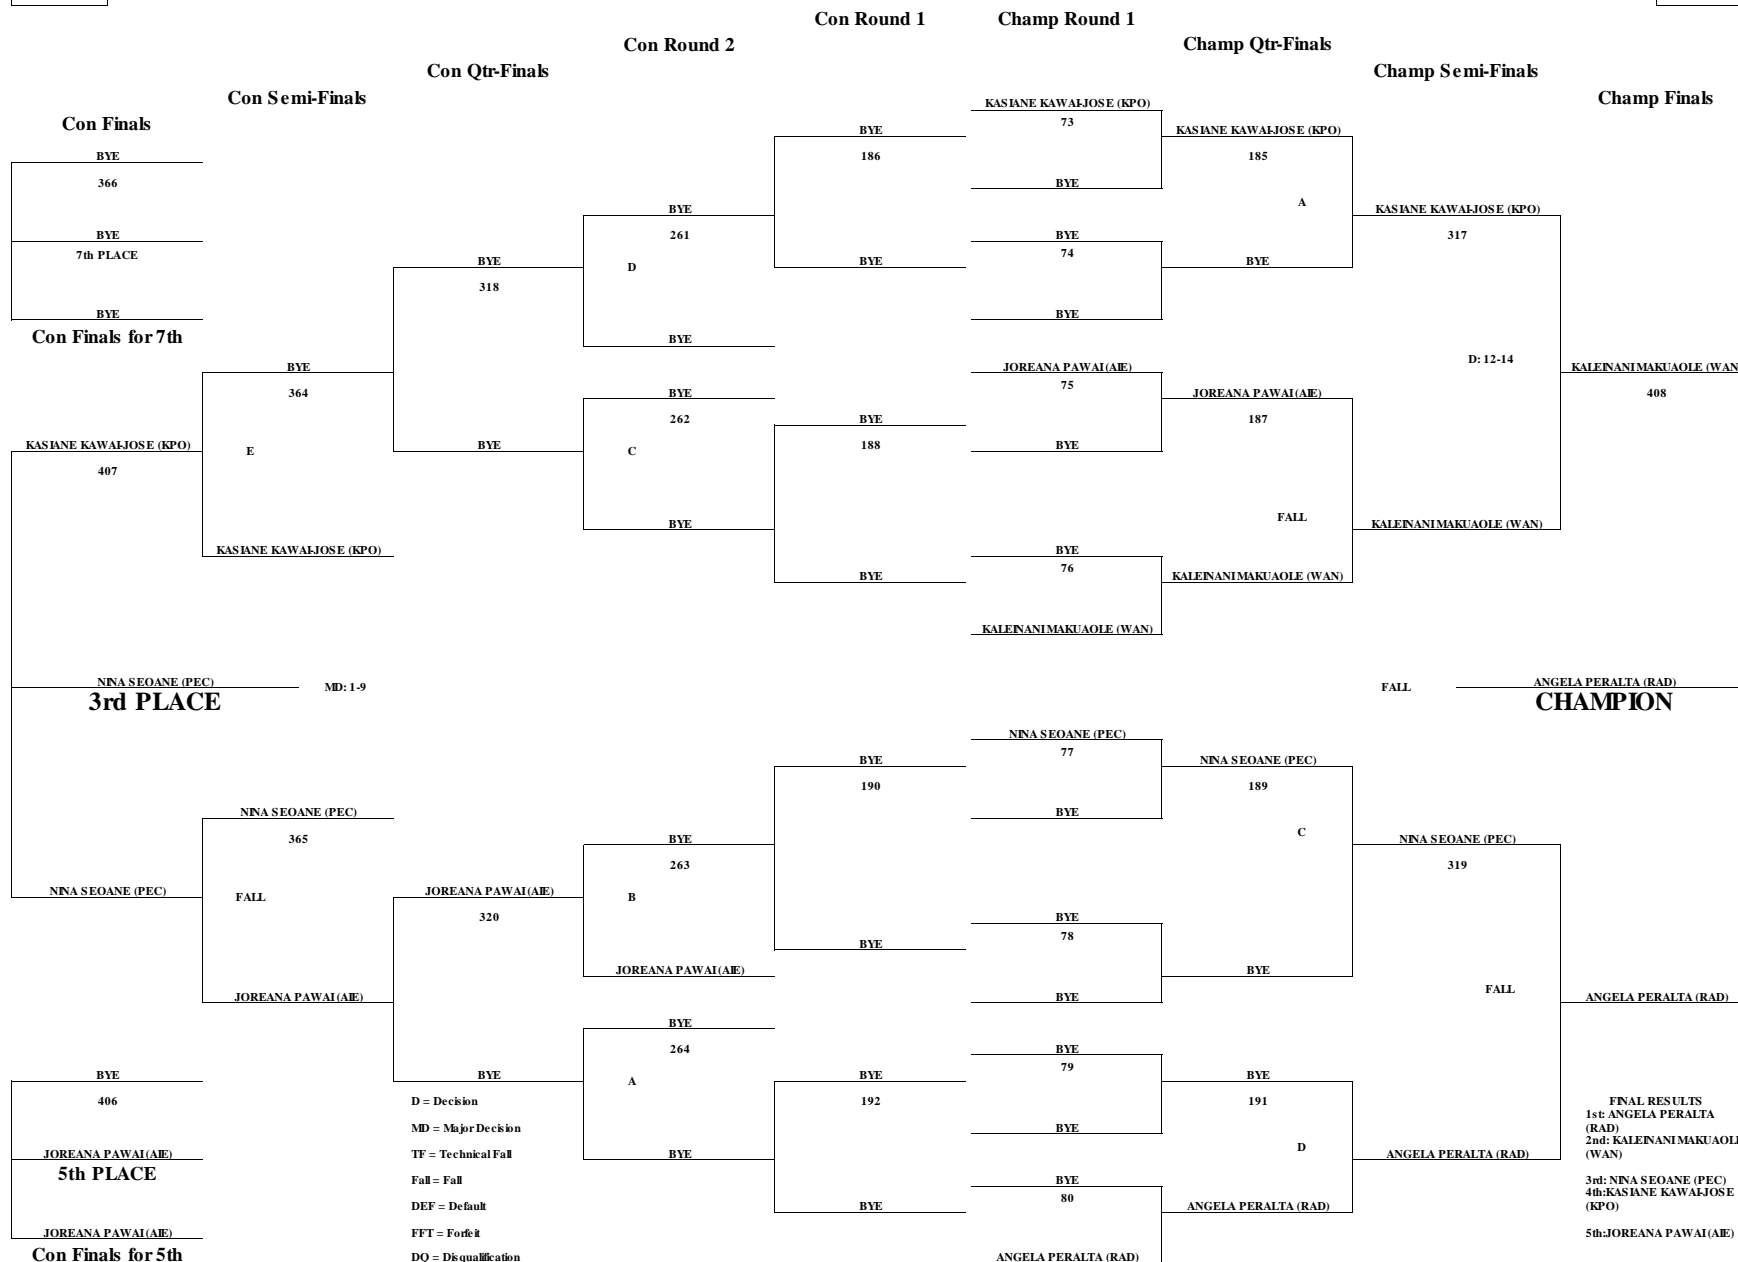 Con Round 1
Champ Round 1
Con Round 2
Champ Qtr-Finals
Con Qtr-Finals
Champ Semi-Finals
Con Semi-Finals
Champ Finals
Con Finals
KASIANE KAWAI-JOSE (KPO)
73
BYE
186
KASIANE KAWAI-JOSE (KPO)
185
BYE
366
BYE
A
BYE
261
KASIANE KAWAI-JOSE (KPO)
317
BYE
7th PLACE
BYE
74
BYE
318
D
BYE
BYE
BYE
Con Finals for 7th
BYE
BYE
D: 12-14
BYE
364
JOREANA PAWAI (AIE)
75
KALEINANI MAKUAOLE (WAN
408
BYE
262
JOREANA PAWAI (AIE)
187
BYE
188
KASIANE KAWAI-JOSE (KPO)
407
E
BYE
C
BYE
FALL
BYE
KALEINANI MAKUAOLE (WAN)
KASIANE KAWAI-JOSE (KPO)
BYE
76
BYE
KALEINANI MAKUAOLE (WAN)
KALEINANI MAKUAOLE (WAN)
NINA SEOANE (PEC)
3rd PLACE
MD: 1-9
FALL
ANGELA PERALTA (RAD)
CHAMPION
NINA SEOANE (PEC)
77
BYE
190
NINA SEOANE (PEC)
189
NINA SEOANE (PEC)
365
BYE
C
BYE
263
NINA SEOANE (PEC)
319
NINA SEOANE (PEC)
FALL
JOREANA PAWAI (AIE)
320
B
BYE
78
BYE
JOREANA PAWAI (AIE)
BYE
FALL
JOREANA PAWAI (AIE)
BYE
ANGELA PERALTA (RAD)
BYE
264
BYE
79
BYE
406
BYE
A
BYE
192
BYE
191
D = Decision
MD = Major Decision
BYE
TF = Technical Fall
D
JOREANA PAWAI (AIE)
5th PLACE
BYE
ANGELA PERALTA (RAD)
Fall = Fall
BYE
80
DEF = Default
BYE
ANGELA PERALTA (RAD)
FFT = Forfeit
JOREANA PAWAI (AIE)
Con Finals for 5th
DQ = Disqualification
ANGELA PERALTA (RAD)
FINAL RESULTS
1st: ANGELA PERALTA
(RAD)
2nd: KALEINANI MAKUAOLE
(WAN)
3rd: NINA SEOANE (PEC)
4th:KASIANE KAWAI-JOSE
(KPO)
5th:JOREANA PAWAI (AIE)